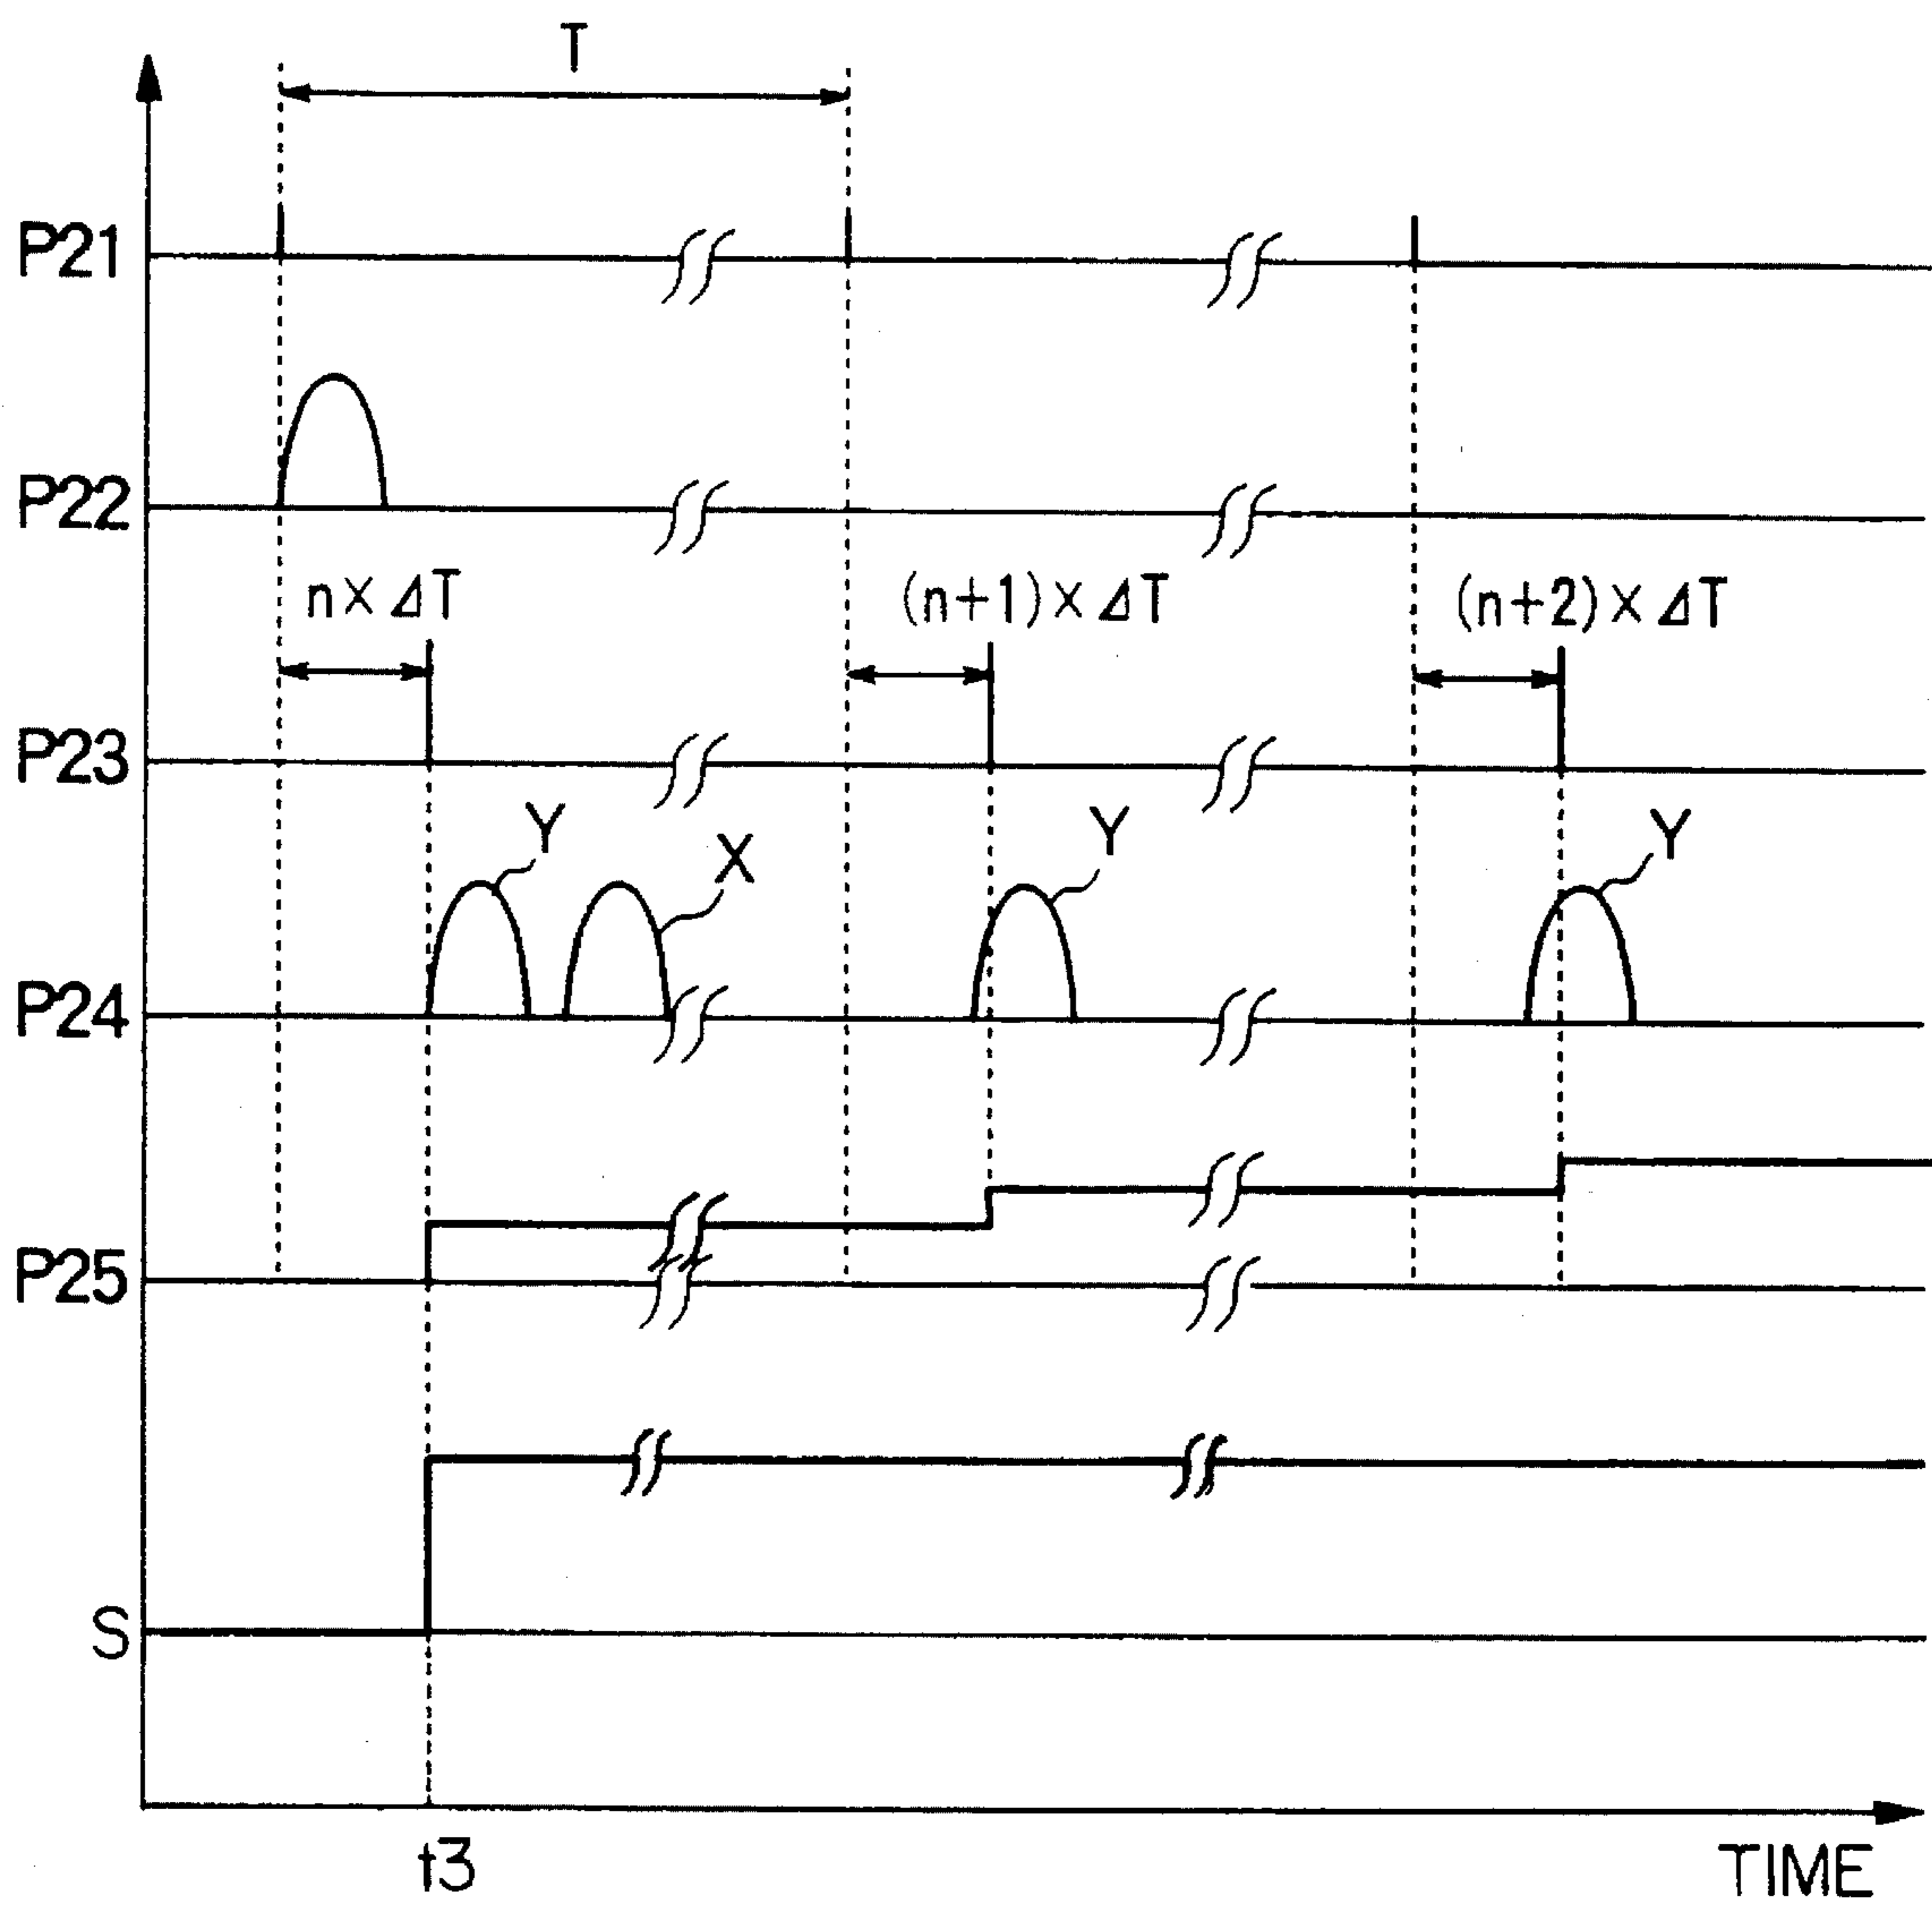 T
P21
P22
n×ΔT
(n+1)×ΔT
(n+2)×ΔT
P23
Y
X
Y
Y
P24
P25
S
t3
TIME